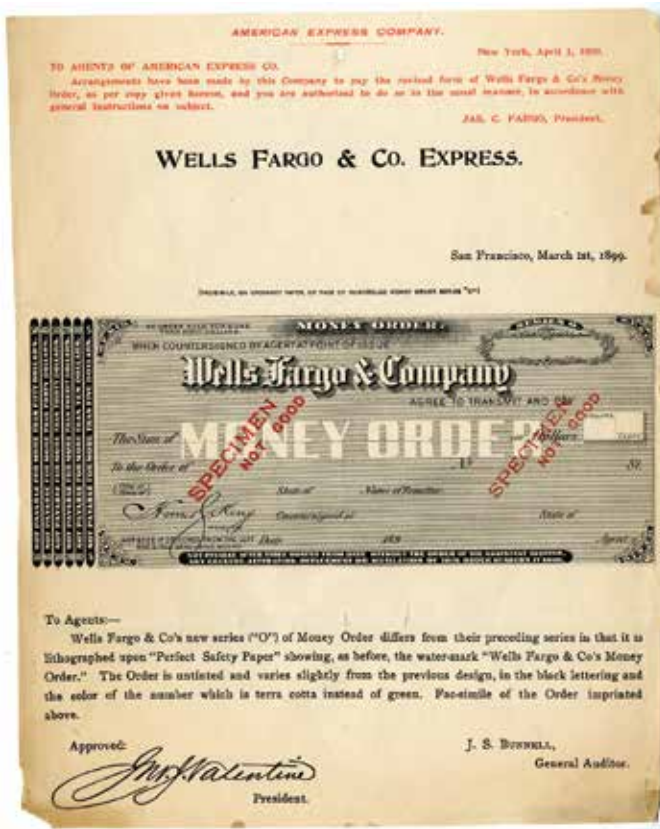 AMERICAN EXPRESS COMPANY.
New York, April 1, 1899.
TO AGENTS OF AMERICAN EXPRESS CO.
Arrangements have been made by this Company to pay the revised form of Wells Fargo & Co's Money
Order, as per copy given hereon, and you are authorized to do so in the usual manner, in accordance with
general instructions on subject.
JAS. C. FARGO, President.
WELLS FARGO & CO. EXPRESS.
San Francisco, March 1st, 1899.
MONEY ORDER.
WHEN COUNTERSIGNED BY AGENT AT POINT OF ISSUE
Wells Fargo & Company
AGREE TO TRANSMIT AND PAY
The Sum of
MONEY ORDER
Dollars
To the Order of
SPECIMEN
NOT GOOD
SPECIMEN
NOT GOOD
State of
Name of Remitter
Countersigned at
State of
Date
189
Agent
To Agents:—
Wells Fargo & Co's new series ("O") of Money Order differs from their preceding series in that it is
lithographed upon "Perfect Safety Paper" showing, as before, the water-mark "Wells Fargo & Co's Money
Order." The Order is untinted and varies slightly from the previous design, in the black lettering and
the color of the number which is terra cotta instead of green. Fac-simile of the Order imprinted
above.
Approved:
J. S. BUNNELL,
General Auditor.
Jno. J. Valentine
President.